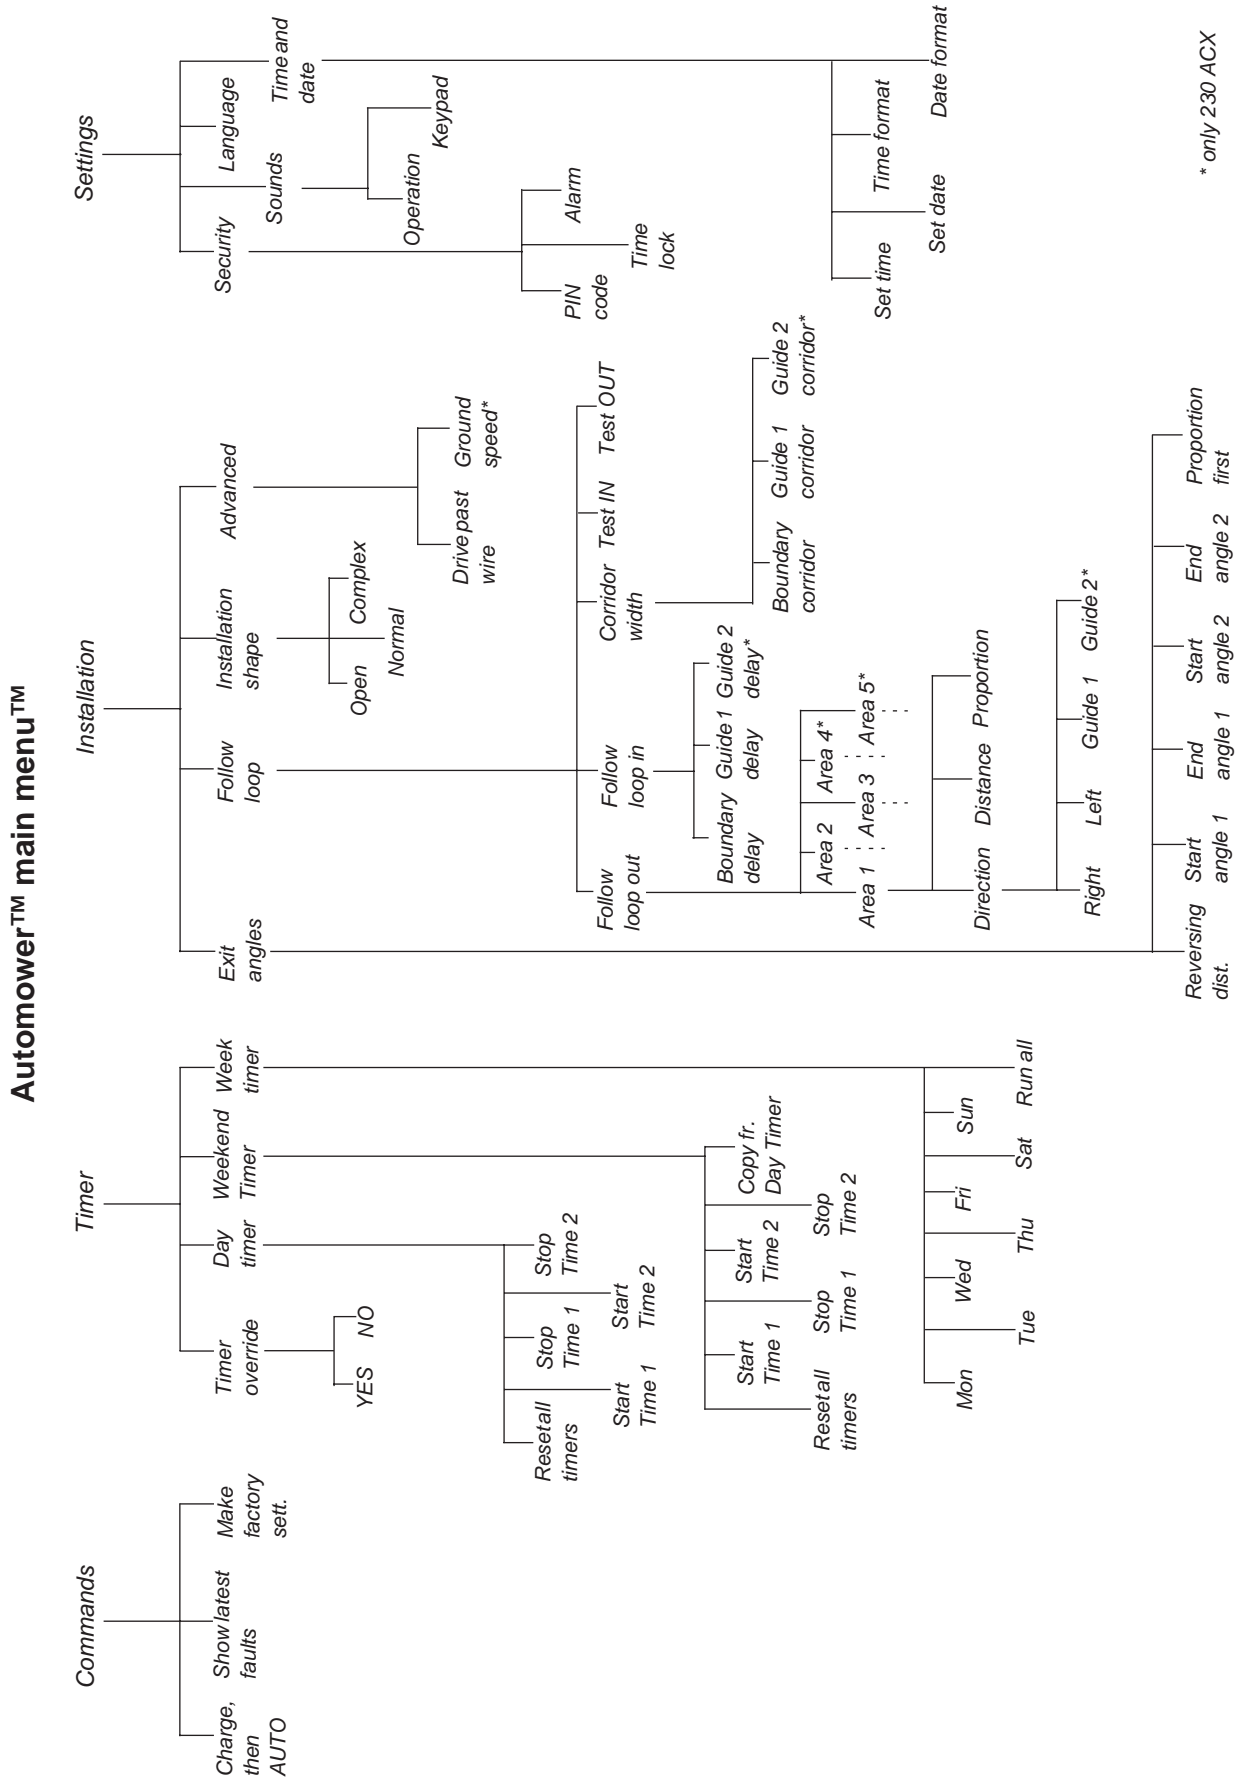 Automower™ main menu™
Commands
Charge,
then
AUTO
Show latest
faults
Make
factory
sett.
Timer
Timer
override
YES
NO
Day
timer
Reset all
timers
Start
Time 1
Stop
Time 1
Start
Time 2
Stop
Time 2
Weekend
Timer
Reset all
timers
Start
Time 1
Stop
Time 1
Start
Time 2
Stop
Time 2
Copy fr.
Day Timer
Week
timer
Mon
Tue
Wed
Thu
Fri
Sat
Sun
Run all
Installation
Exit
angles
Reversing
dist.
Start
angle 1
End
angle 1
Start
angle 2
End
angle 2
Proportion
first
Follow
loop
Follow
loop out
Area 1
Area 2
Area 3
Area 4*
Area 5*
Direction
Distance
Proportion
Right
Left
Guide 1
Guide 2*
Follow
loop in
Boundary
delay
Guide 1
delay
Guide 2
delay*
Corridor
width
Boundary
corridor
Guide 1
corridor
Guide 2
corridor*
Test IN
Test OUT
Installation
shape
Open
Normal
Complex
Advanced
Drive past
wire
Ground
speed*
Settings
Security
PIN
code
Time
lock
Alarm
Sounds
Operation
Keypad
Language
Time and
date
Set time
Set date
Time format
Date format
* only 230 ACX